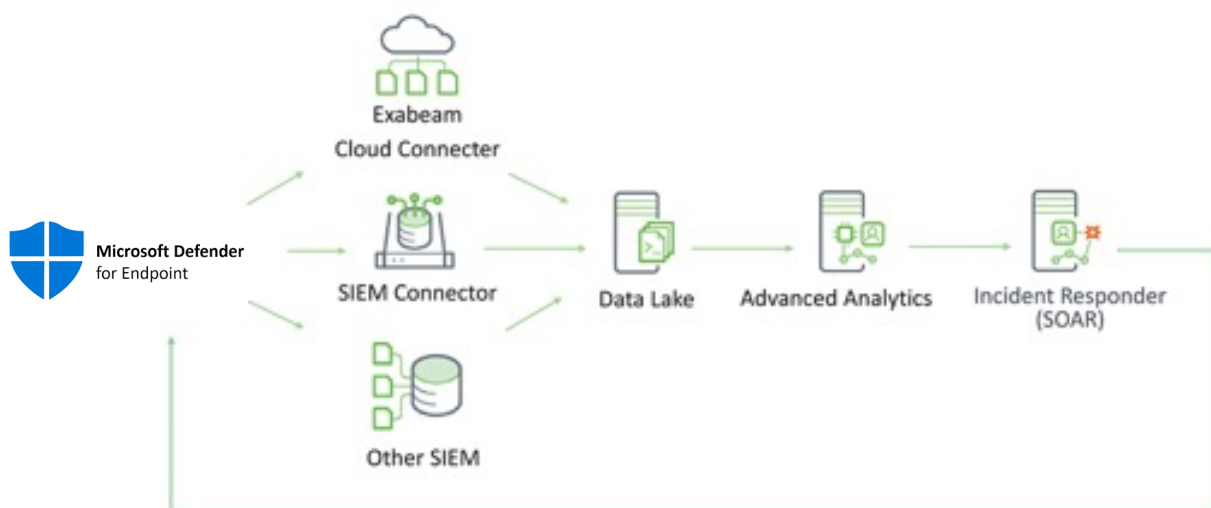 Exabeam
Cloud Connecter
Microsoft Defender
for Endpoint
SIEM Connector
Data Lake
Advanced Analytics
Incident Responder
(SOAR)
Other SIEM